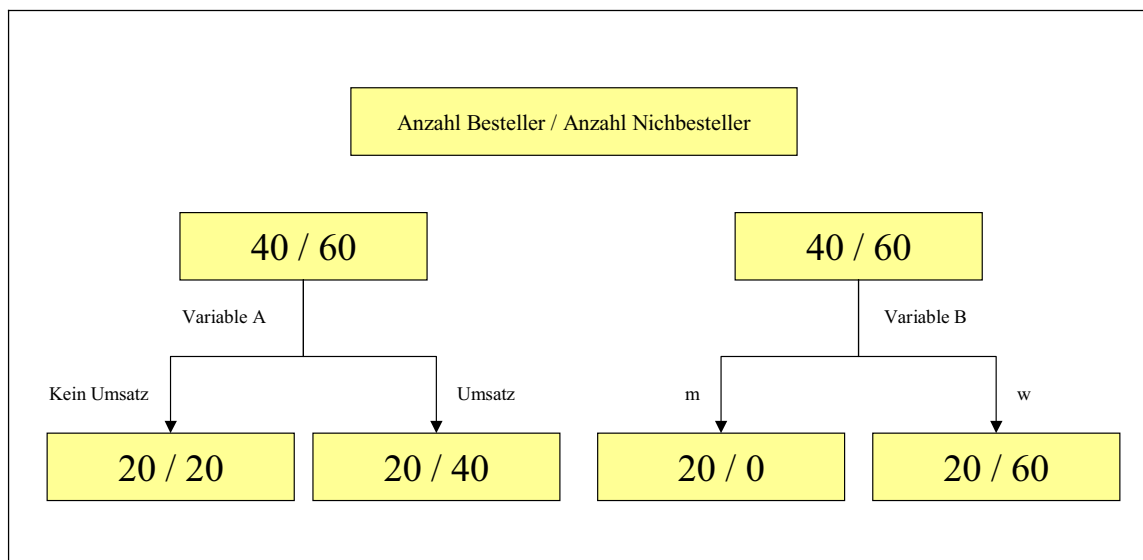 Anzahl Besteller / Anzahl Nichbesteller
40 / 60
40 / 60
Variable A
Variable B
Kein Umsatz
Umsatz
m
w
20 / 20
20 / 40
20 / 0
20 / 60